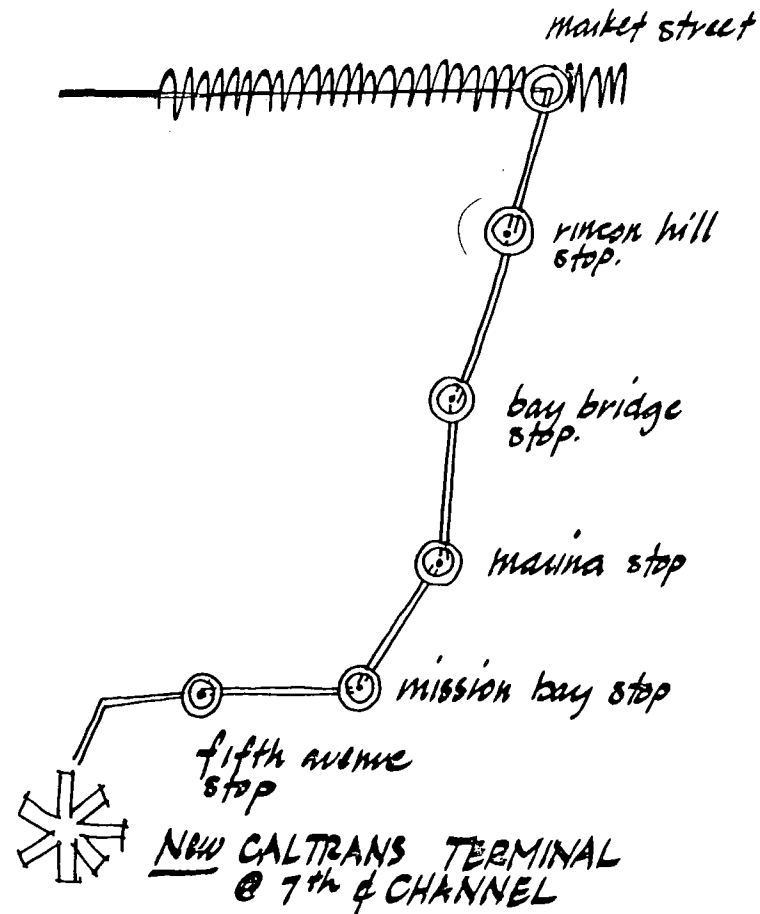 market street
rincon hill
stop.
bay bridge
stop.
marina stop
mission bay stop
fifth avenue
stop
NEW CALTRANS TERMINAL
@ 7th & CHANNEL